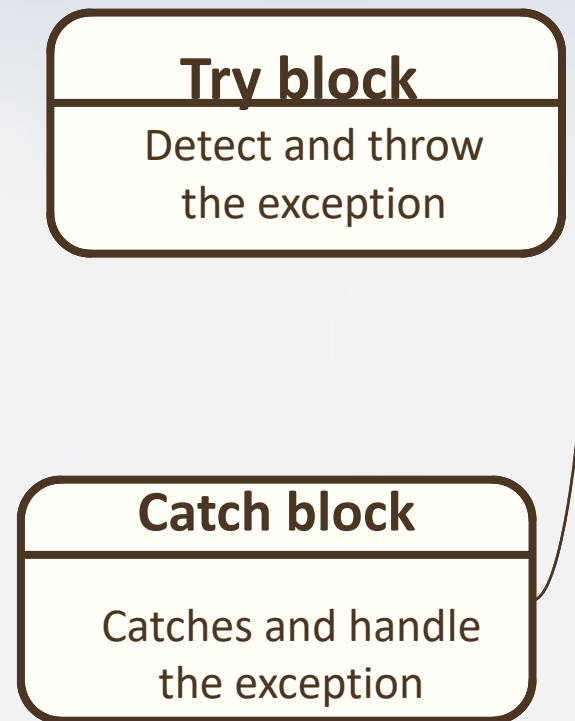 Try block
Detect and throw
the exception
Catch block
Catches and handle
the exception